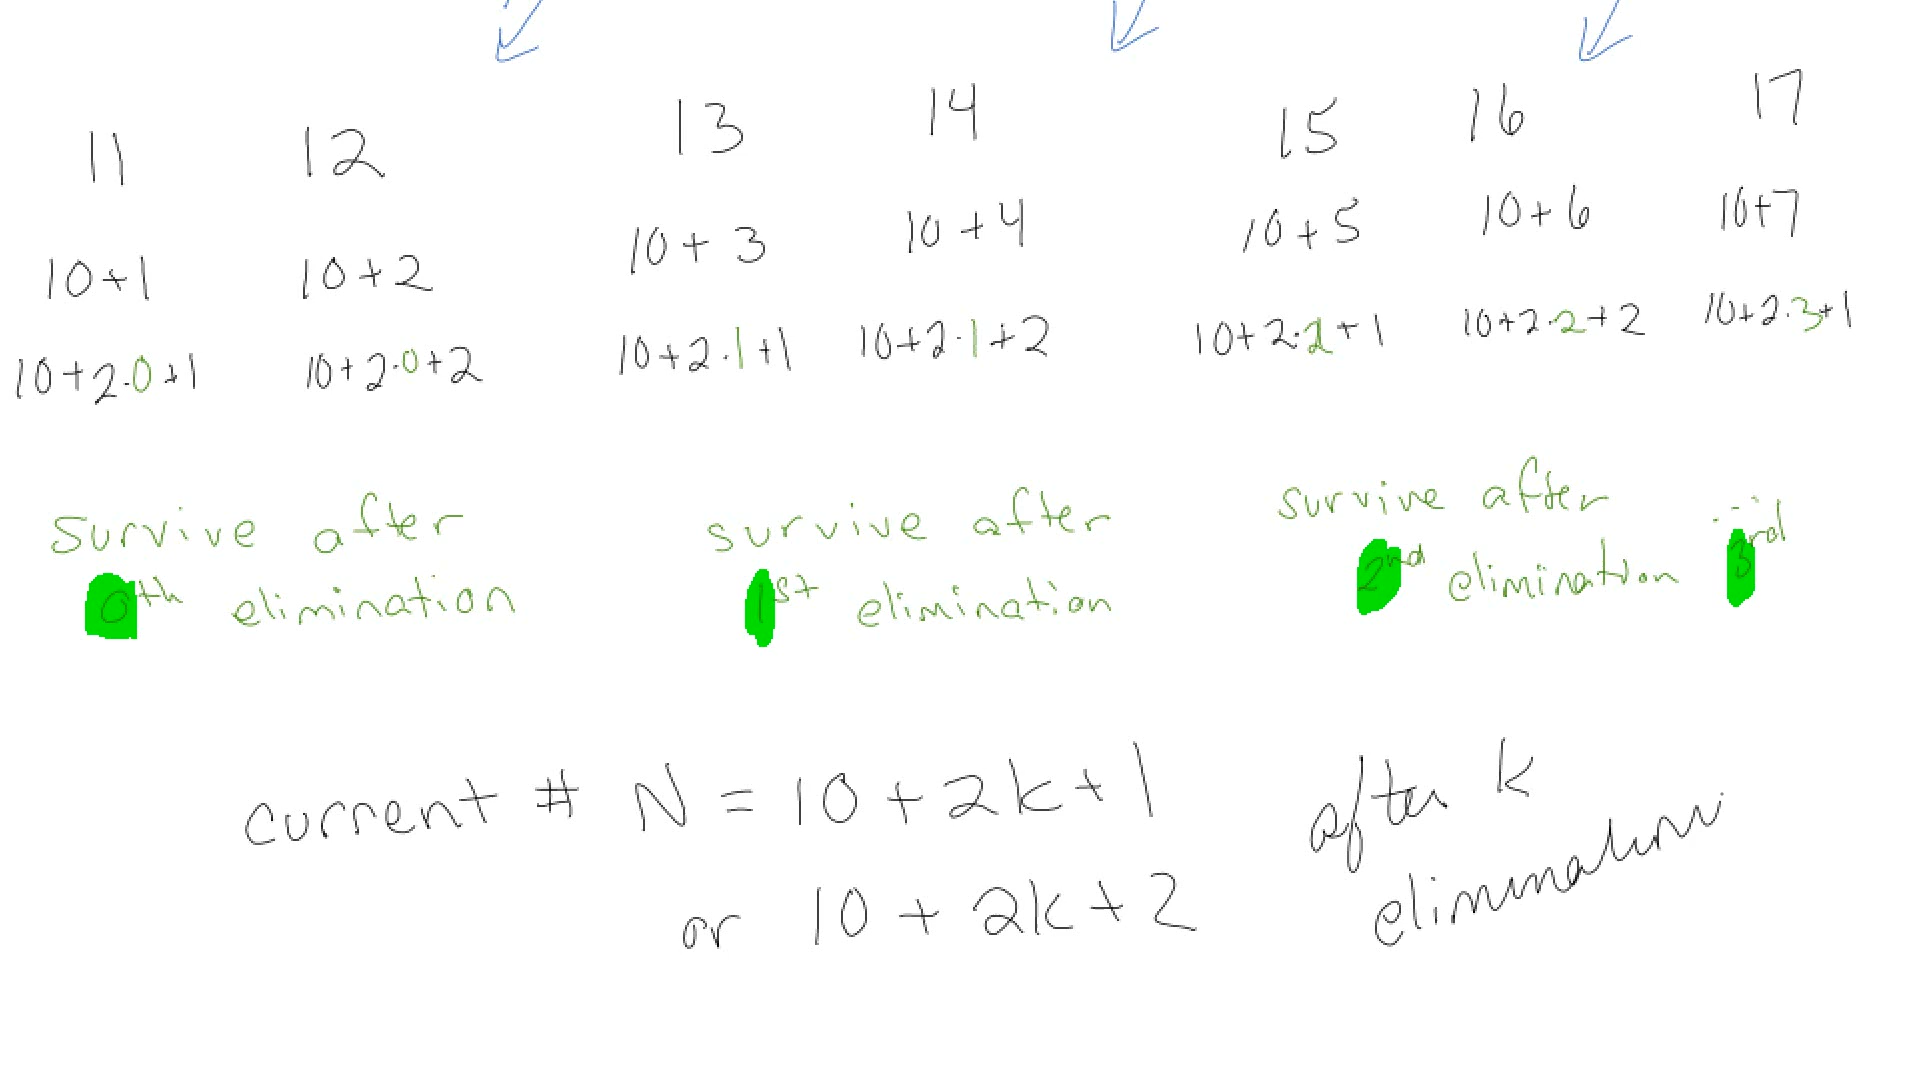 11 12 13 14 15 16 17
10+1 10+2 10+3 10+4 10+5 10+6 10+7
10+2·0+1 10+2·0+2 10+2·1+1 10+2·1+2 10+2·2+1 10+2·2+2 10+2·3+1
survive after survive after survive after ...
0th elimination 1st elimination 2nd elimination 3rd
current # N = 10 + 2k + 1 after k
or 10 + 2k + 2 elimination